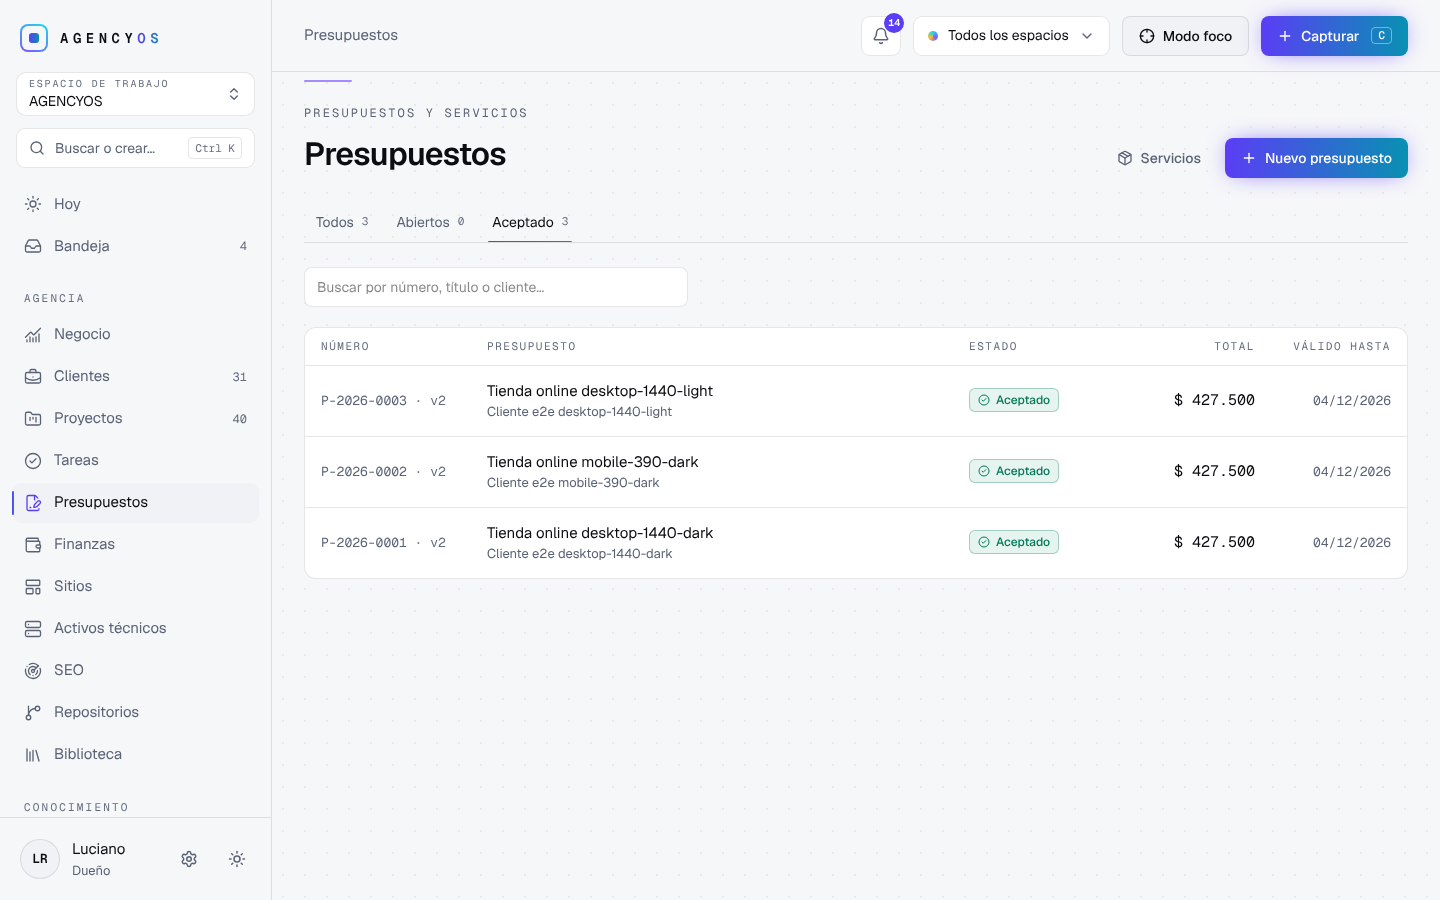 AGENCYOS
ESPACIO DE TRABAJO
AGENCYOS
Buscar o crear... Ctrl K
Hoy
Bandeja 4
AGENCIA
Negocio
Clientes 31
Proyectos 40
Tareas
Presupuestos
Finanzas
Sitios
Activos técnicos
SEO
Repositorios
Biblioteca
CONOCIMIENTO
LR Luciano
Dueño
Presupuestos
14
Todos los espacios
Modo foco
Capturar C
PRESUPUESTOS Y SERVICIOS
Presupuestos
Servicios
Nuevo presupuesto
Todos 3 Abiertos 0 Aceptado 3
Buscar por número, título o cliente...
NÚMERO PRESUPUESTO ESTADO TOTAL VÁLIDO HASTA
P-2026-0003 · v2 Tienda online desktop-1440-light Aceptado $ 427.500 04/12/2026
Cliente e2e desktop-1440-light
P-2026-0002 · v2 Tienda online mobile-390-dark Aceptado $ 427.500 04/12/2026
Cliente e2e mobile-390-dark
P-2026-0001 · v2 Tienda online desktop-1440-dark Aceptado $ 427.500 04/12/2026
Cliente e2e desktop-1440-dark